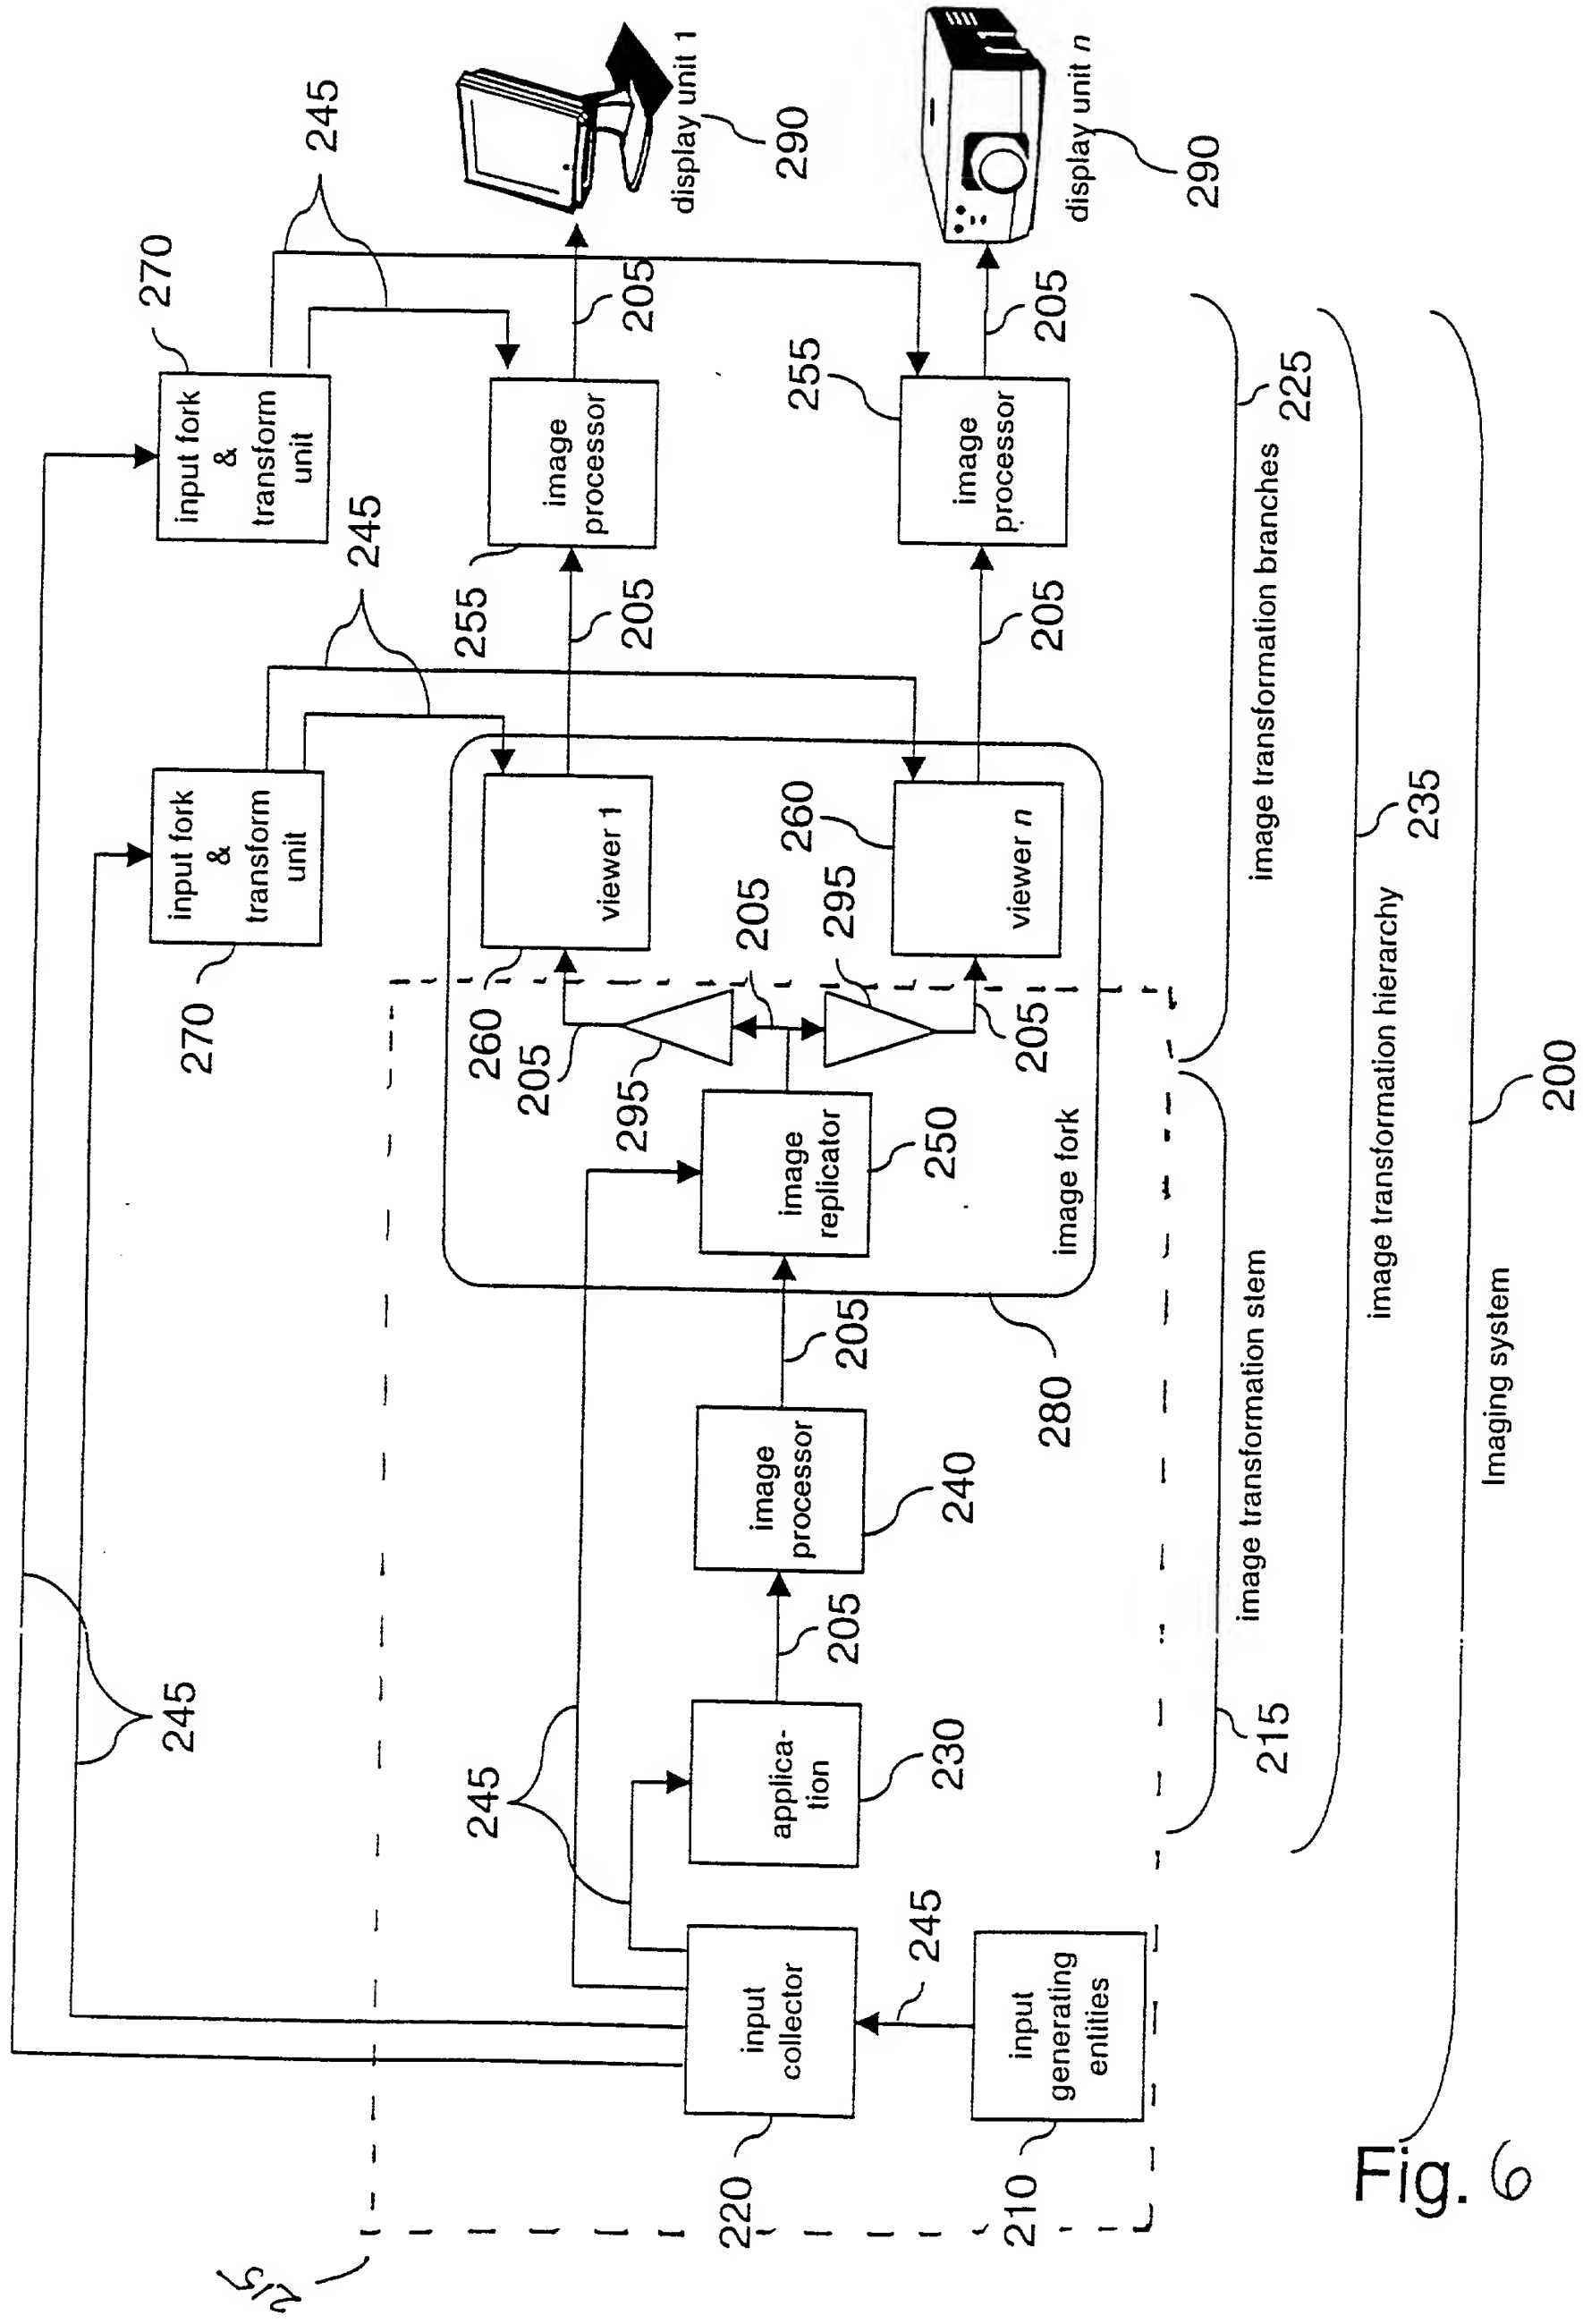 245
270
input fork
&
transform
unit
245
270
input fork
&
transform
unit
245
245
display unit 1
290
205
image
processor
255
205
viewer 1
260
205
295
205
295
image
replicator
250
image fork
280
205
image
processor
240
205
applica-
tion
230
245
input
collector
220
245
input
generating
entities
210
display unit n
290
205
255
image
processor
205
260
viewer n
205
225
image transformation branches
image transformation stem
215
235
image transformation hierarchy
200
Imaging system
215
Fig. 6